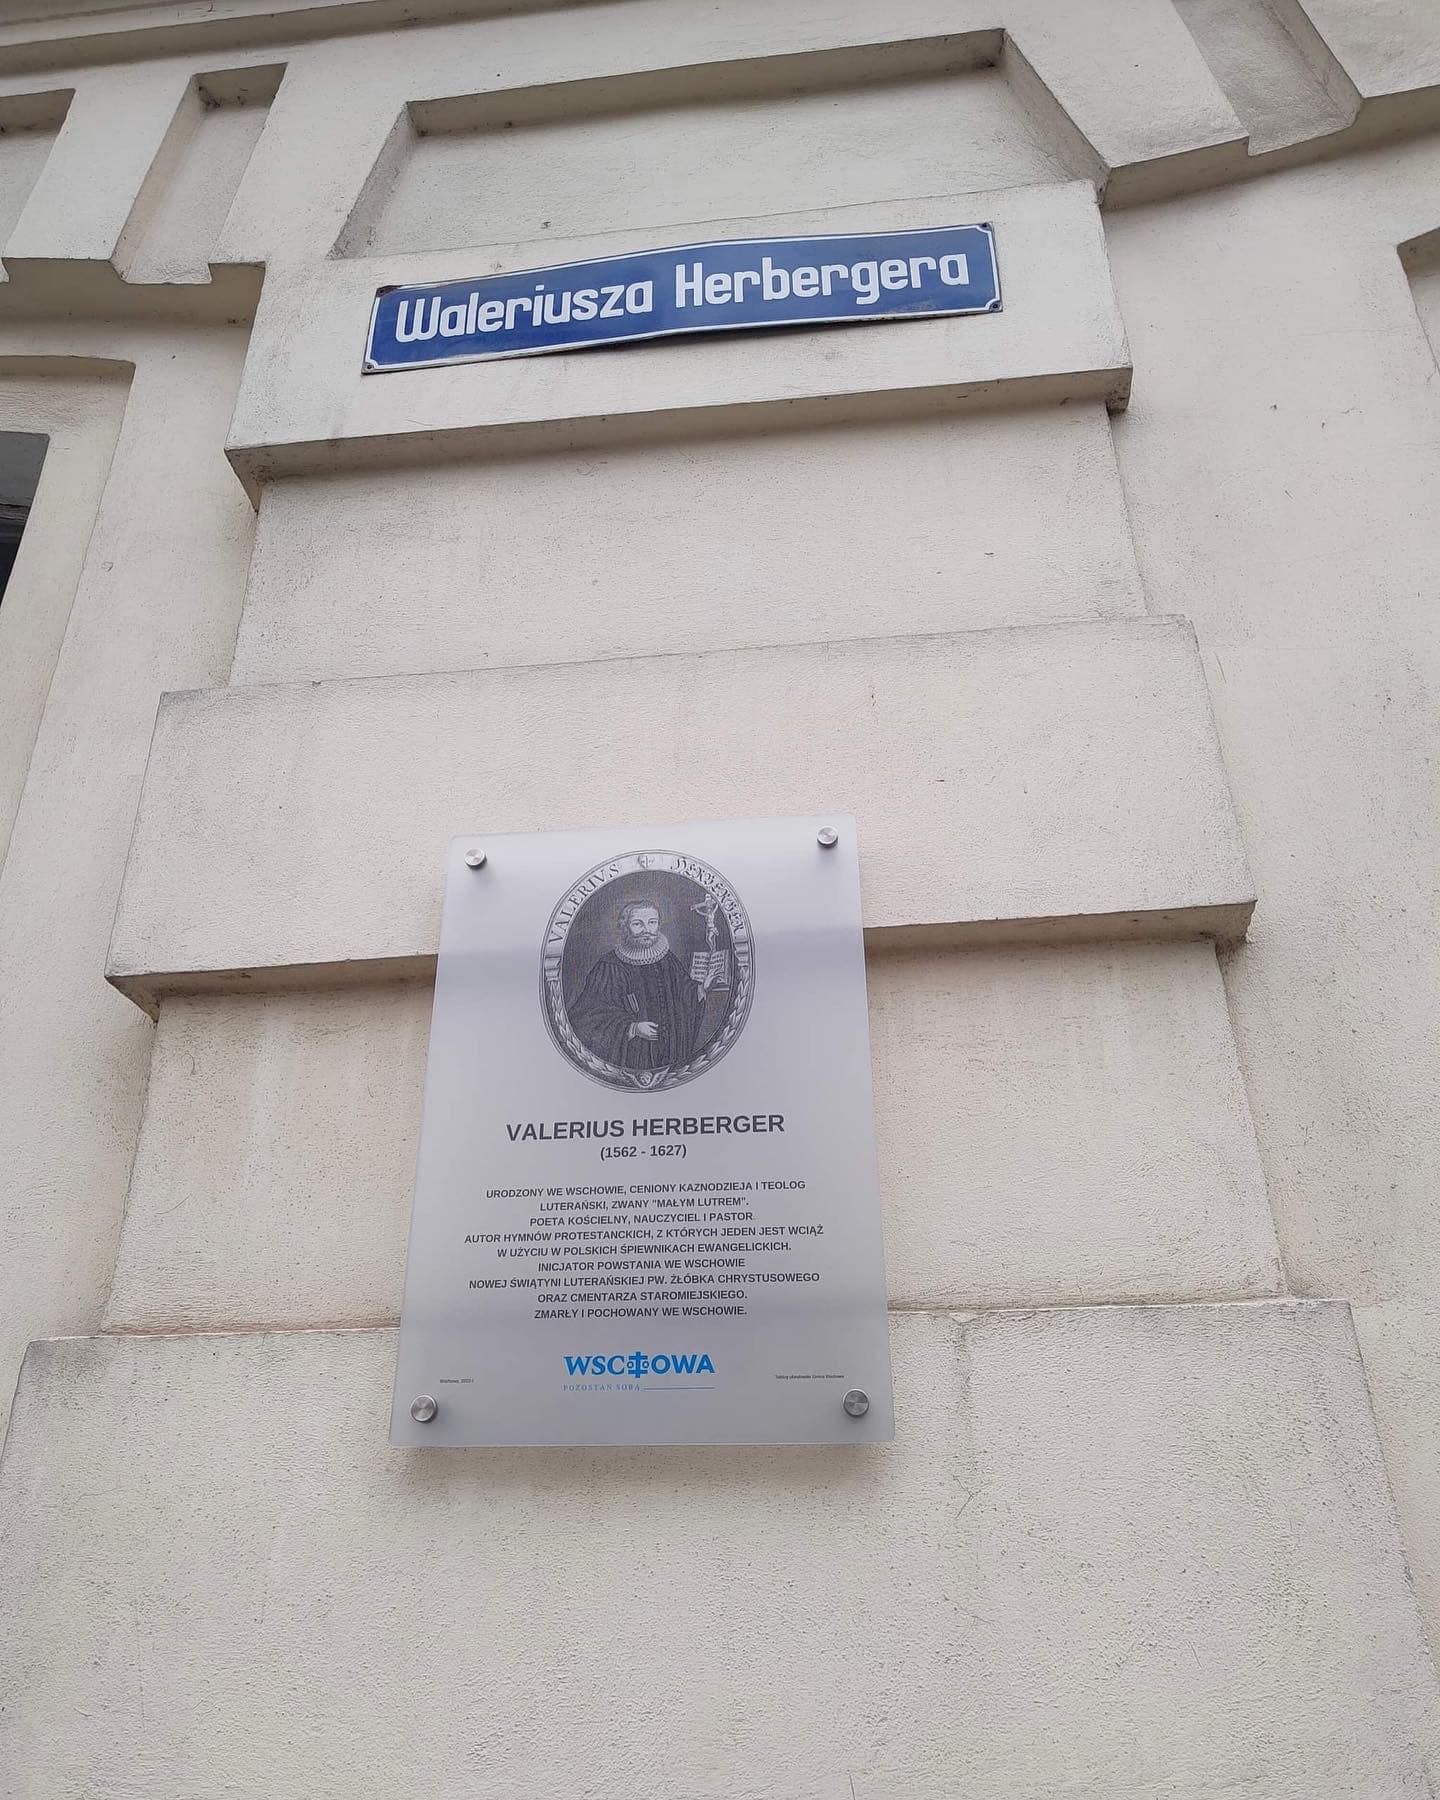 Waleriusza Herbergera
VALERIVS HERBERGER
VALERIUS HERBERGER
(1562 - 1627)
URODZONY WE WSCHOWIE, CENIONY KAZNODZIEJA I TEOLOG
LUTERAŃSKI, ZWANY "MAŁYM LUTREM".
POETA KOŚCIELNY, NAUCZYCIEL I PASTOR.
AUTOR HYMNÓW PROTESTANCKICH, Z KTÓRYCH JEDEN JEST WCIĄŻ
W UŻYCIU W POLSKICH ŚPIEWNIKACH EWANGELICKICH.
INICJATOR POWSTANIA WE WSCHOWIE
NOWEJ ŚWIĄTYNI LUTERAŃSKIEJ PW. ŻŁÓBKA CHRYSTUSOWEGO
ORAZ CMENTARZA STAROMIEJSKIEGO.
ZMARŁY I POCHOWANY WE WSCHOWIE.
WSCHOWA
POZOSTAŃ SOBĄ